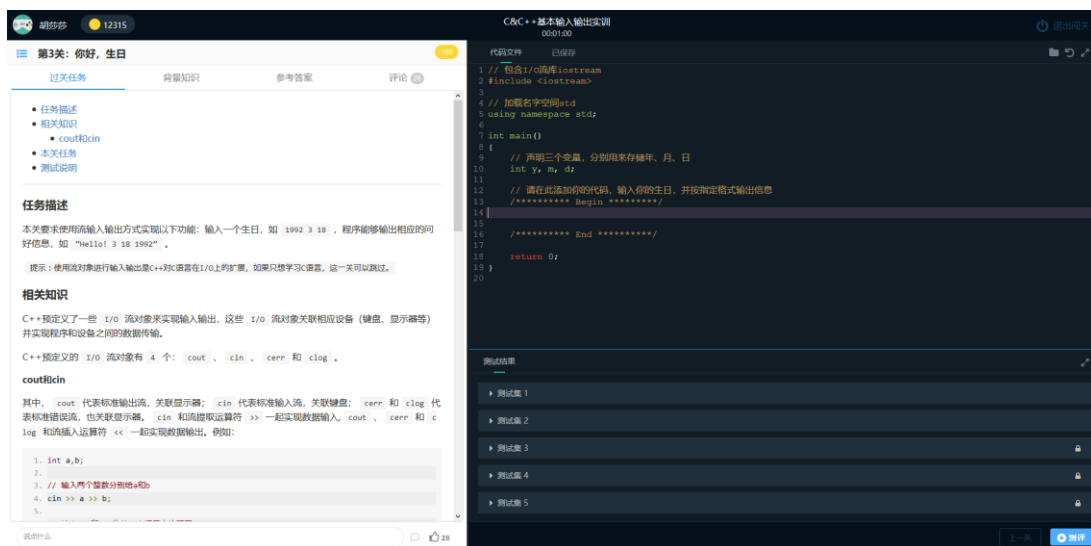 胡莎莎 12315
C&C++基本输入输出实训
00:01:00
退出闯关
第3关：你好，生日
100
过关任务 背景知识 参考答案 评论
任务描述
相关知识
cout和cin
本关任务
测试说明
任务描述
本关要求使用流输入输出方式实现以下功能：输入一个生日，如 1992 3 18 ，程序能够输出相应的问
好信息，如 "Hello! 3 18 1992" 。
提示：使用流对象进行输入输出是C++对C语言在I/O上的扩展，如果只想学习C语言，这一关可以跳过。
相关知识
C++预定义了一些 I/O 流对象来实现输入输出，这些 I/O 流对象关联相应设备（键盘、显示器等）
并实现程序和设备之间的数据传输。
C++预定义的 I/O 流对象有 4 个： cout 、 cin 、 cerr 和 clog 。
cout和cin
其中， cout 代表标准输出流，关联显示器； cin 代表标准输入流，关联键盘； cerr 和 clog 代
表标准错误流，也关联显示器。 cin 和流提取运算符 >> 一起实现数据输入，cout 、 cerr 和 c
log 和流插入运算符 << 一起实现数据输出。例如：
1. int a,b;
2.
3. // 输入两个整数分别给a和b
4. cin >> a >> b;
5.
说点什么 28
代码文件 已保存
1 // 包含I/O流库iostream
2 #include <iostream>
3
4 // 加载名字空间std
5 using namespace std;
6
7 int main()
8 {
9 // 声明三个变量，分别用来存储年、月、日
10 int y, m, d;
11
12 // 请在此添加你的代码，输入你的生日，并按指定格式输出信息
13 /********** Begin *********/
14
15
16 /********** End **********/
17
18 return 0;
19 }
20
测试结果
测试集 1
测试集 2
测试集 3
测试集 4
测试集 5
上一关 测评